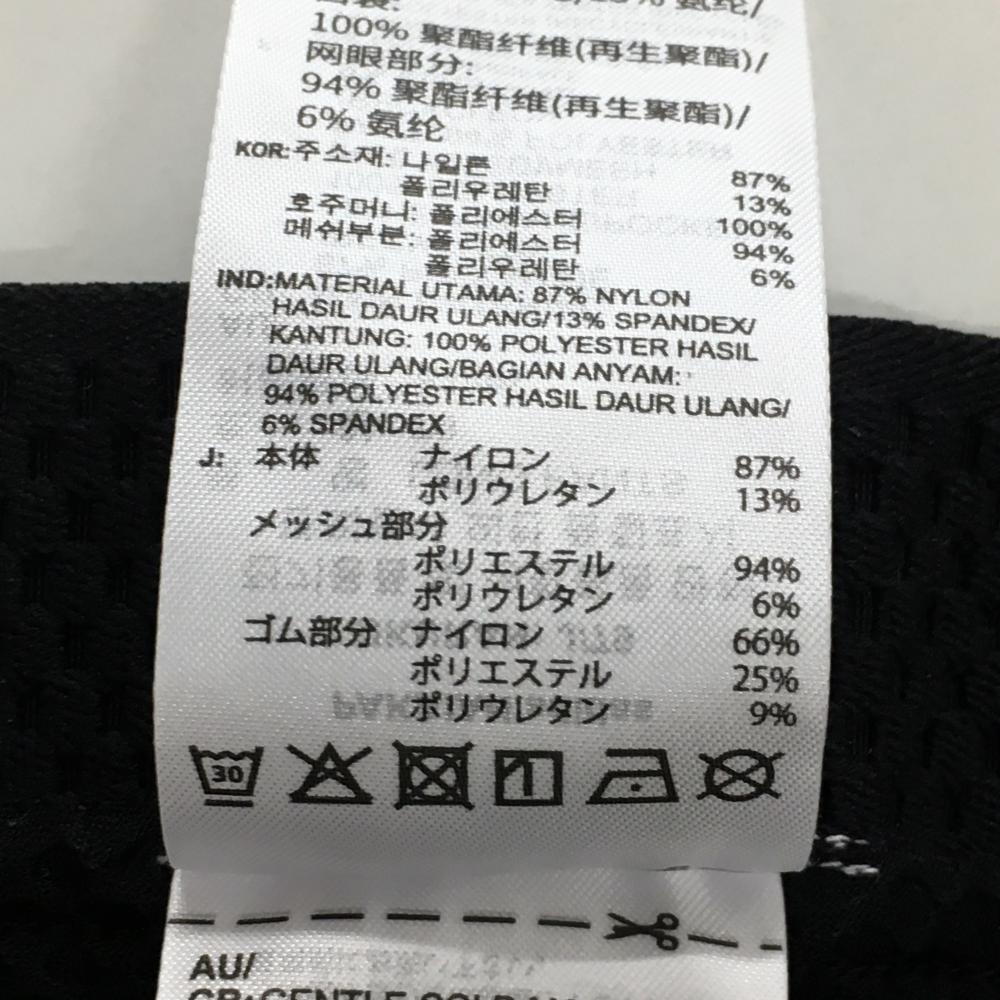 100% 聚酯纤维(再生聚酯)/
网眼部分:
94% 聚酯纤维(再生聚酯)/
6% 氨纶
KOR:주소재: 나일론 87%
폴리우레탄 13%
호주머니: 폴리에스터 100%
메쉬부분: 폴리에스터 94%
폴리우레탄 6%
IND:MATERIAL UTAMA: 87% NYLON
HASIL DAUR ULANG/13% SPANDEX/
KANTUNG: 100% POLYESTER HASIL
DAUR ULANG/BAGIAN ANYAM:
94% POLYESTER HASIL DAUR ULANG/
6% SPANDEX
J: 本体 ナイロン 87%
ポリウレタン 13%
メッシュ部分
ポリエステル 94%
ポリウレタン 6%
ゴム部分 ナイロン 66%
ポリエステル 25%
ポリウレタン 9%
30
AU/